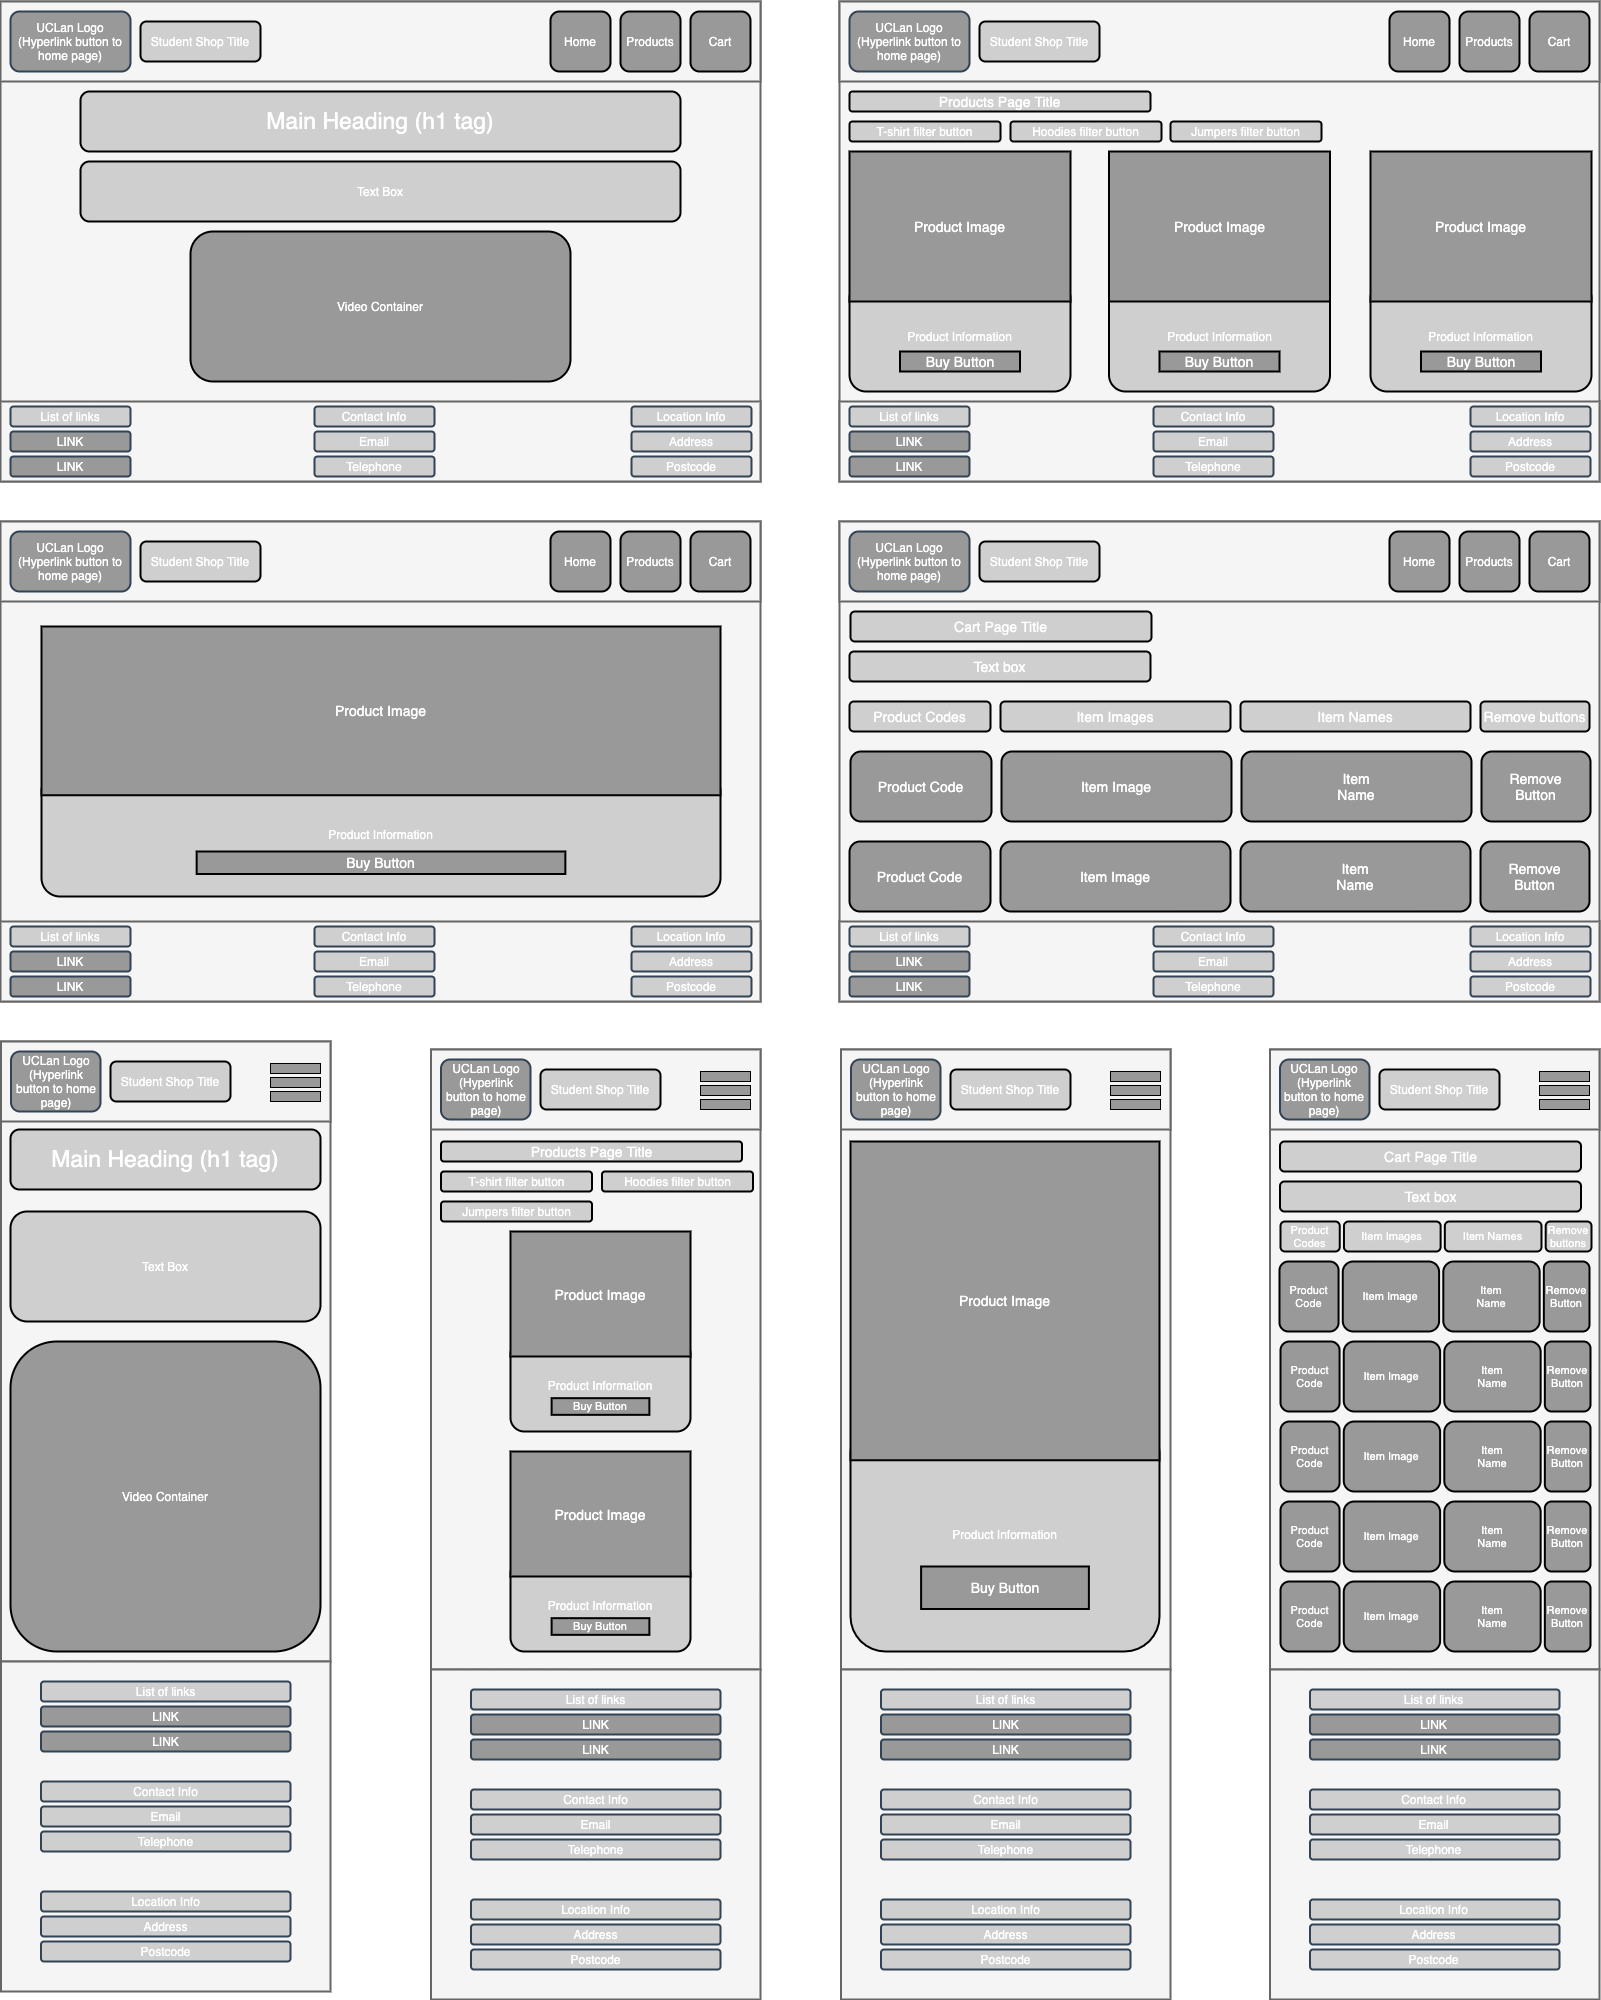 UCLan Logo
(Hyperlink button to
home page)
Student Shop Title
Home
Products
Cart
Main Heading (h1 tag)
Text Box
Video Container
List of links
LINK
LINK
Contact Info
Email
Telephone
Location Info
Address
Postcode
UCLan Logo
(Hyperlink button to
home page)
Student Shop Title
Home
Products
Cart
Products Page Title
T-shirt filter button
Hoodies filter button
Jumpers filter button
Product Image
Product Information
Buy Button
Product Image
Product Information
Buy Button
Product Image
Product Information
Buy Button
List of links
LINK
LINK
Contact Info
Email
Telephone
Location Info
Address
Postcode
UCLan Logo
(Hyperlink button to
home page)
Student Shop Title
Home
Products
Cart
Product Image
Product Information
Buy Button
List of links
LINK
LINK
Contact Info
Email
Telephone
Location Info
Address
Postcode
UCLan Logo
(Hyperlink button to
home page)
Student Shop Title
Home
Products
Cart
Cart Page Title
Text box
Product Codes
Item Images
Item Names
Remove buttons
Product Code
Item Image
Item
Name
Remove
Button
Product Code
Item Image
Item
Name
Remove
Button
List of links
LINK
LINK
Contact Info
Email
Telephone
Location Info
Address
Postcode
UCLan Logo
(Hyperlink
button to home
page)
Student Shop Title
Main Heading (h1 tag)
Text Box
Video Container
List of links
LINK
LINK
Contact Info
Email
Telephone
Location Info
Address
Postcode
UCLan Logo
(Hyperlink
button to home
page)
Student Shop Title
Products Page Title
T-shirt filter button
Hoodies filter button
Jumpers filter button
Product Image
Product Information
Buy Button
Product Image
Product Information
Buy Button
List of links
LINK
LINK
Contact Info
Email
Telephone
Location Info
Address
Postcode
UCLan Logo
(Hyperlink
button to home
page)
Student Shop Title
Product Image
Product Information
Buy Button
List of links
LINK
LINK
Contact Info
Email
Telephone
Location Info
Address
Postcode
UCLan Logo
(Hyperlink
button to home
page)
Student Shop Title
Cart Page Title
Text box
Product
Codes
Item Images
Item Names
Remove
buttons
Product
Code
Item Image
Item
Name
Remove
Button
Product
Code
Item Image
Item
Name
Remove
Button
Product
Code
Item Image
Item
Name
Remove
Button
Product
Code
Item Image
Item
Name
Remove
Button
Product
Code
Item Image
Item
Name
Remove
Button
List of links
LINK
LINK
Contact Info
Email
Telephone
Location Info
Address
Postcode